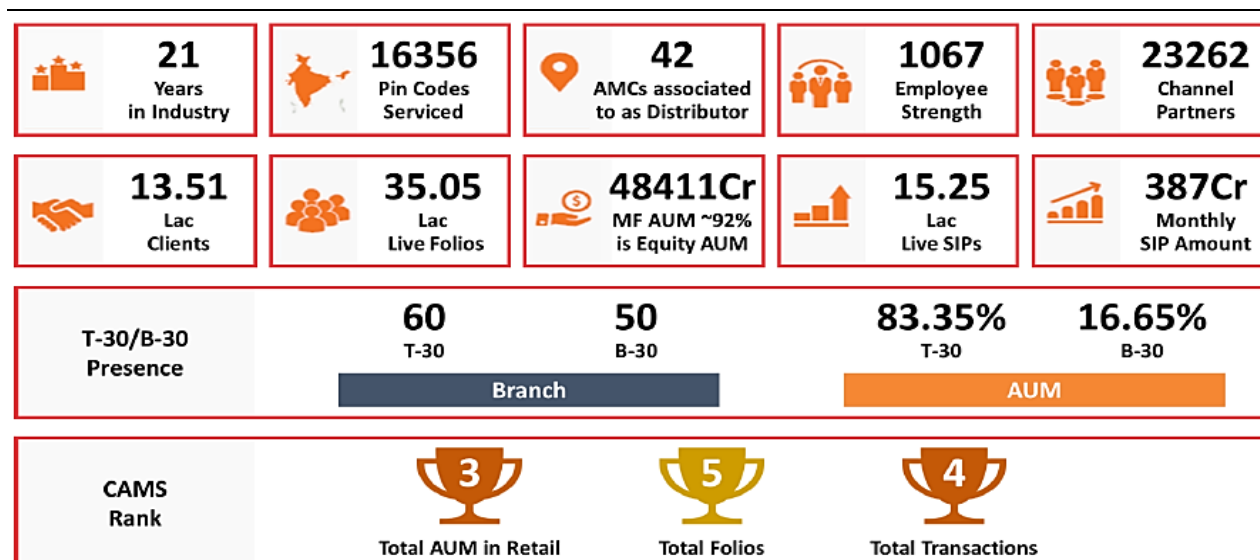 21
Years
in Industry
16356
Pin Codes
Serviced
42
AMCs associated
to as Distributor
1067
Employee
Strength
23262
Channel
Partners
13.51
Lac
Clients
35.05
Lac
Live Folios
$
48411Cr
MF AUM ~92%
is Equity AUM
15.25
Lac
Live SIPs
387Cr
Monthly
SIP Amount
T-30/B-30
Presence
60
T-30
50
B-30
Branch
83.35%
T-30
16.65%
B-30
AUM
CAMS
Rank
3
Total AUM in Retail
5
Total Folios
4
Total Transactions